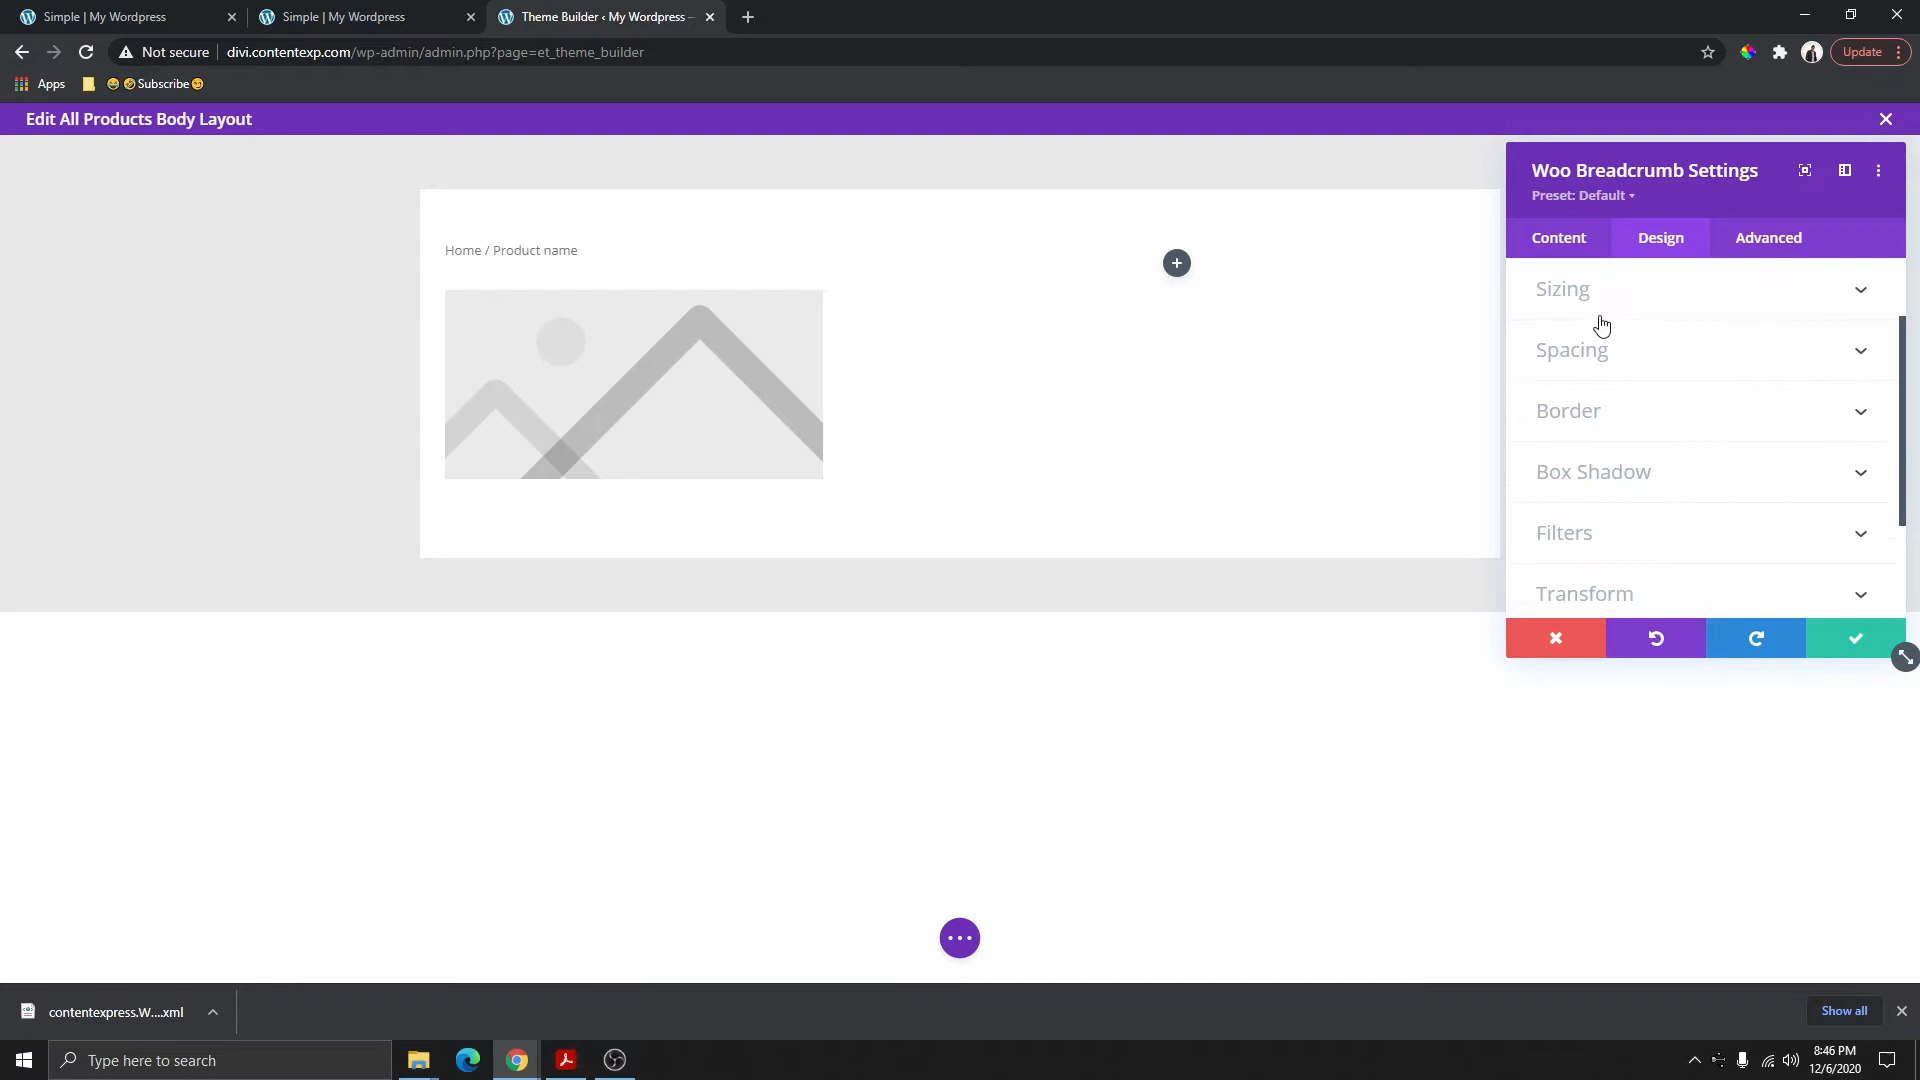 Simple | My Wordpress
Simple | My Wordpress
Theme Builder ‹ My Wordpress –
Not secure
divi.contentexp.com/wp-admin/admin.php?page=et_theme_builder
Update
Apps
😂 🤣Subscribe😊
Edit All Products Body Layout
Woo Breadcrumb Settings
Preset: Default
Content
Design
Advanced
Home / Product name
Sizing
Spacing
Border
Box Shadow
Filters
Transform
contentexpress.W....xml
Show all
Type here to search
8:46 PM
12/6/2020